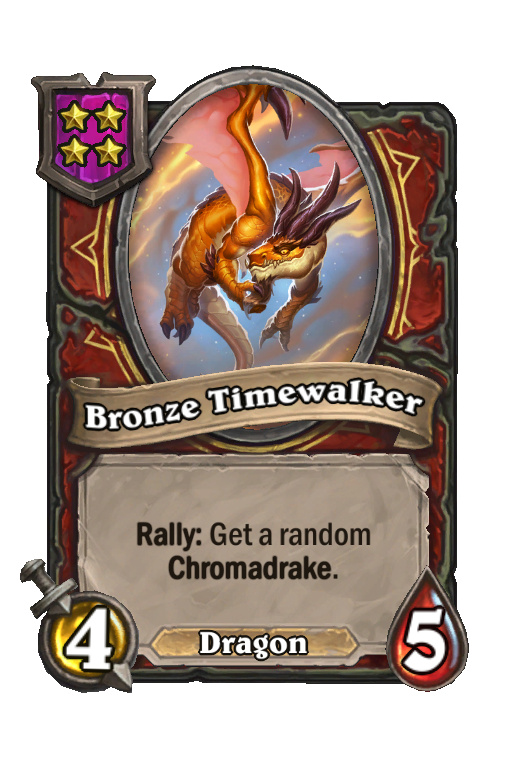 Bronze Timewalker
Rally: Get a random
Chromadrake.
4
Dragon
5